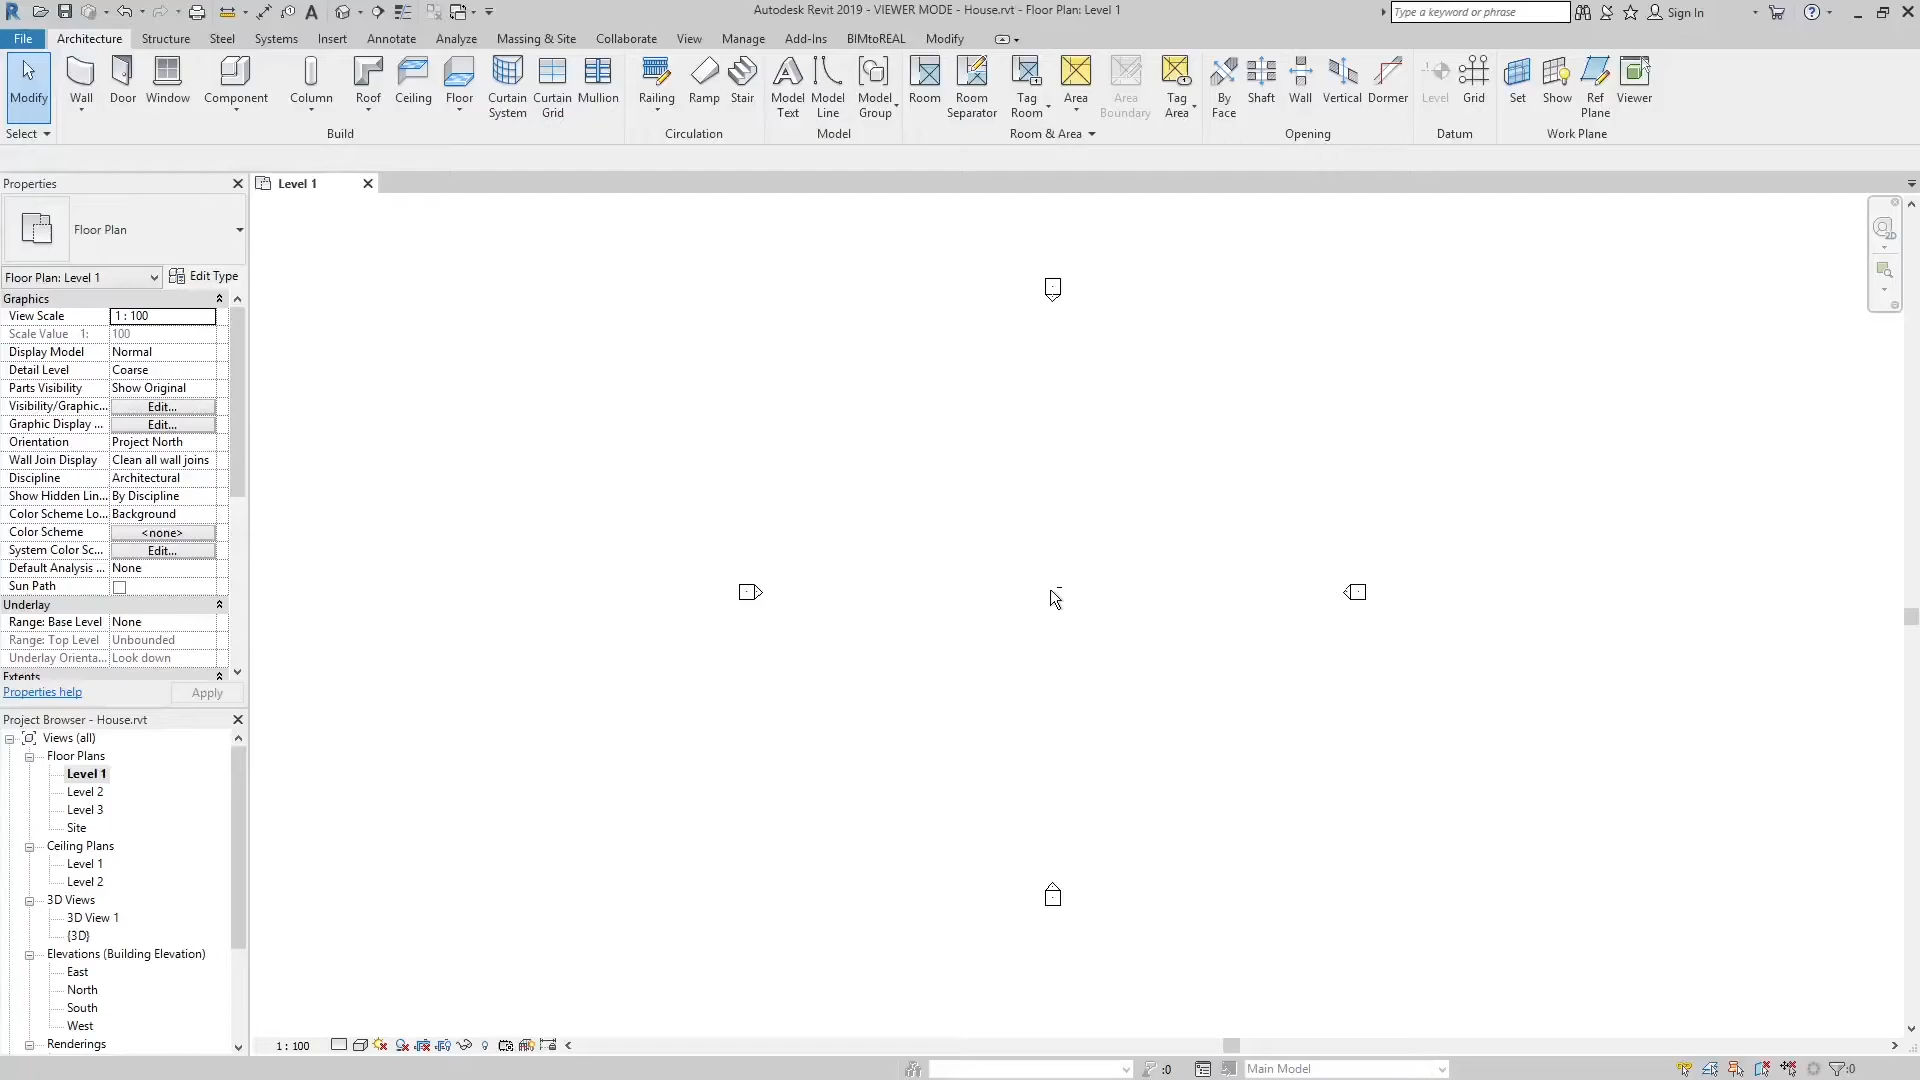 Autodesk Revit 2019 - VIEWER MODE - House.rvt - Floor Plan: Level 1
Type a keyword or phrase
Sign In
File Architecture Structure Steel Systems Insert Annotate Analyze Massing & Site Collaborate View Manage Add-Ins BIMtoREAL Modify
Modify Wall Door Window Component Column Roof Ceiling Floor Curtain System Curtain Grid Mullion Railing Ramp Stair Model Text Model Line Model Group Room Room Separator Tag Room Area Area Boundary Tag Area By Face Shaft Wall Vertical Dormer Level Grid Set Show Ref Plane Viewer
Select Build Circulation Model Room & Area Opening Datum Work Plane
Properties
Level 1
Floor Plan
2D
Floor Plan: Level 1 Edit Type
Graphics
View Scale 1 : 100
Scale Value 1: 100
Display Model Normal
Detail Level Coarse
Parts Visibility Show Original
Visibility/Graphic... Edit...
Graphic Display ... Edit...
Orientation Project North
Wall Join Display Clean all wall joins
Discipline Architectural
Show Hidden Lin... By Discipline
Color Scheme Lo... Background
Color Scheme <none>
System Color Sc... Edit...
Default Analysis ... None
Sun Path
Underlay
Range: Base Level None
Range: Top Level Unbounded
Underlay Orienta... Look down
Extents
Properties help Apply
Project Browser - House.rvt
Views (all)
Floor Plans
Level 1
Level 2
Level 3
Site
Ceiling Plans
Level 1
Level 2
3D Views
3D View 1
{3D}
Elevations (Building Elevation)
East
North
South
West
Renderings
1 : 100
:0
Main Model
:0